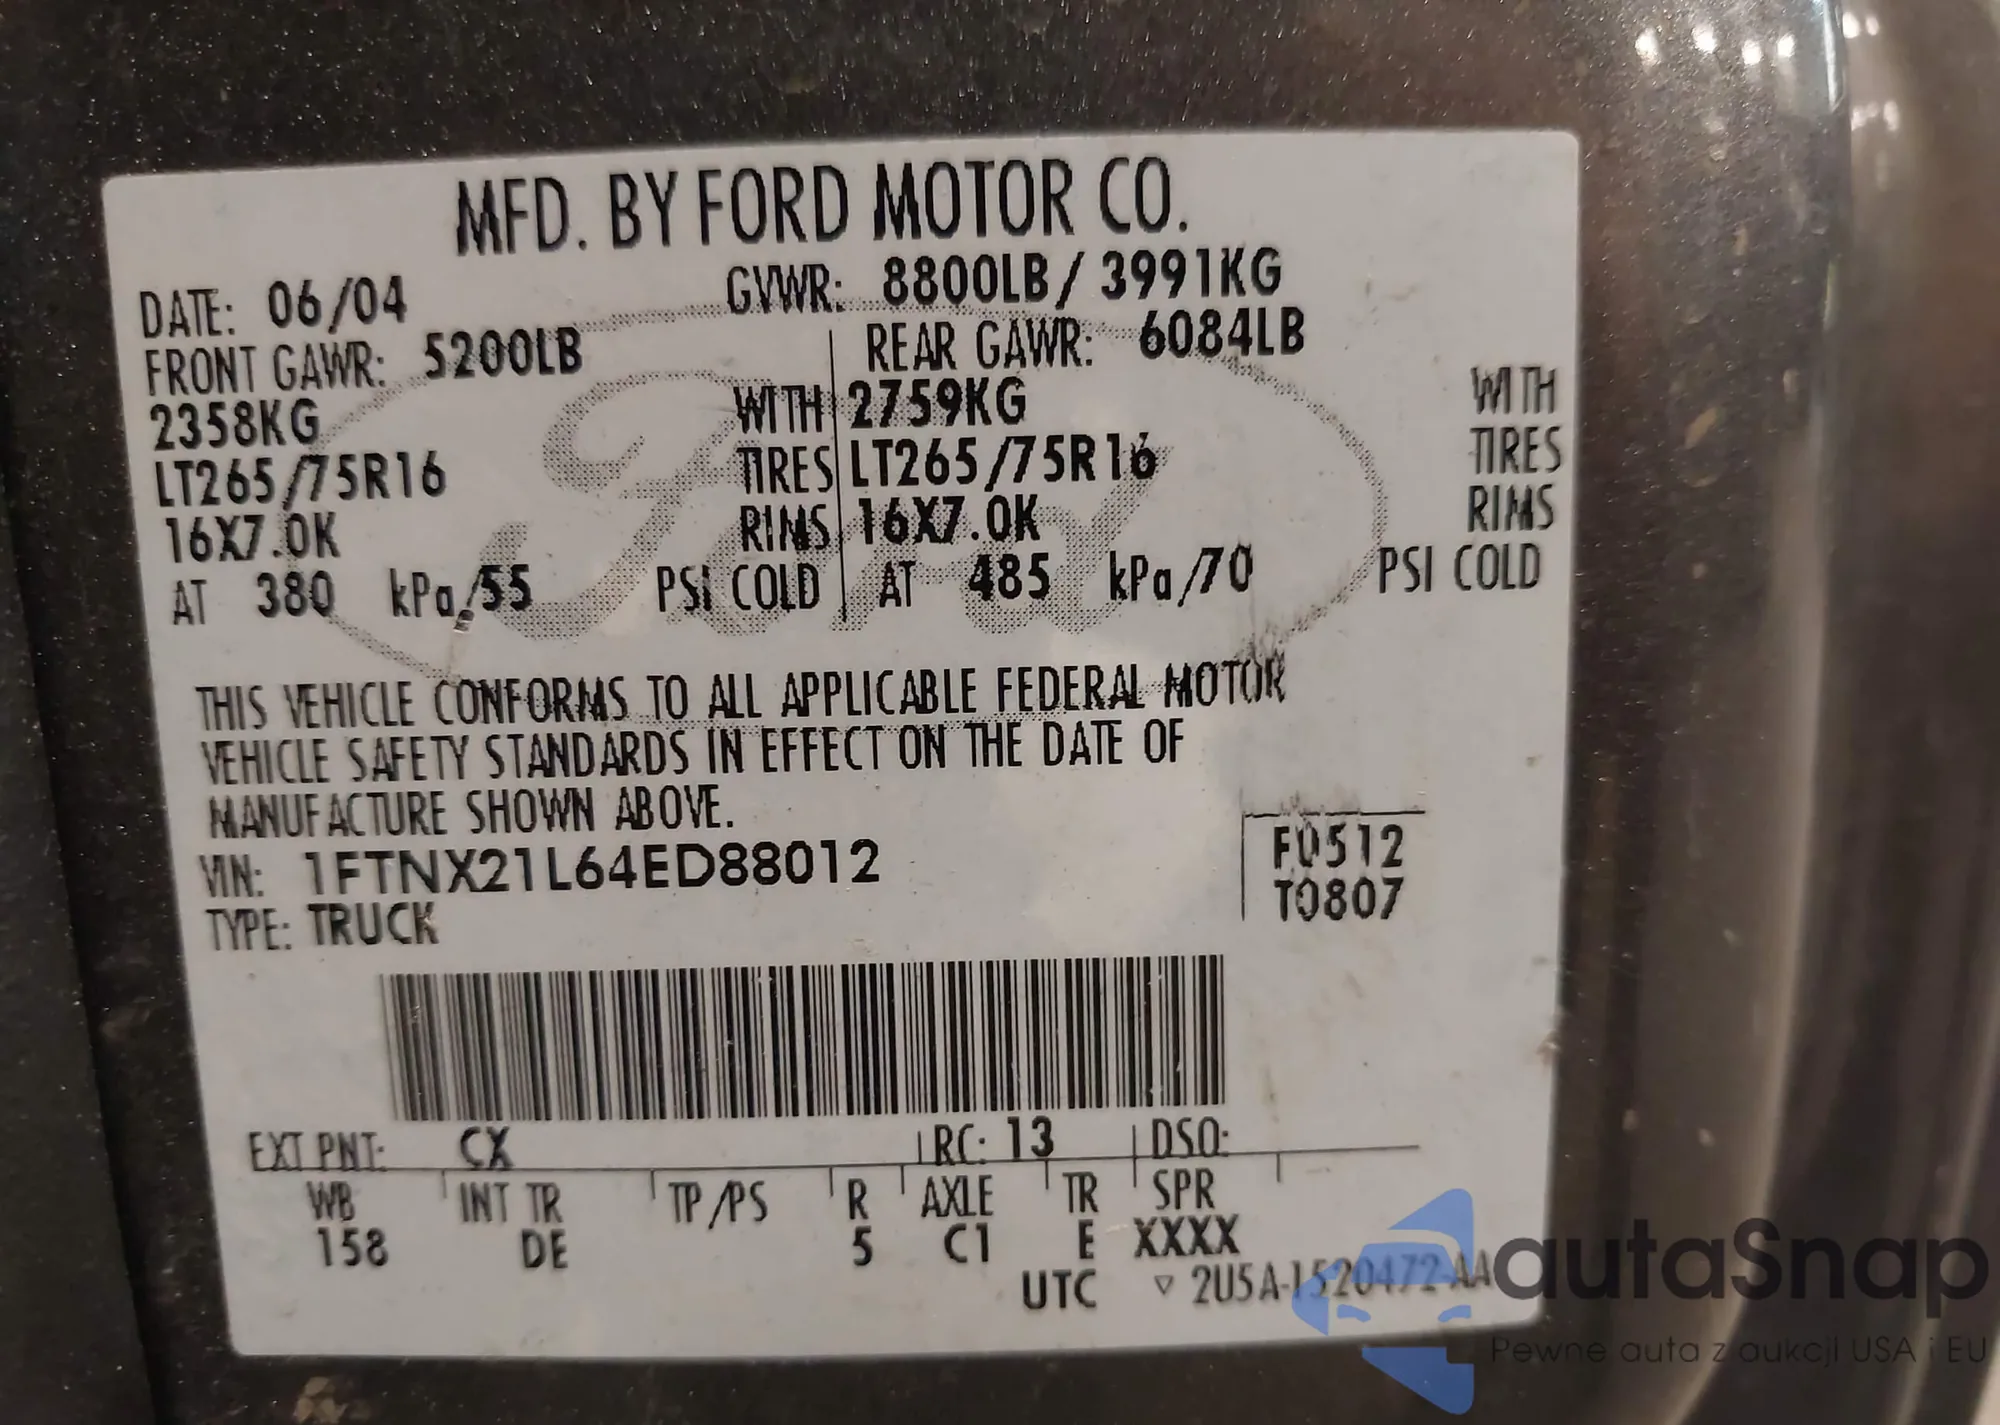 MFD. BY FORD MOTOR CO.
DATE: 06/04 GVWR: 8800LB/ 3991KG
FRONT GAWR: 5200LB REAR GAWR: 6084LB
2358KG WITH 2759KG WITH
LT265/75R16 TIRES LT265/75R16 TIRES
16X7.0K RIMS 16X7.0K RIMS
AT 380 kPa/55 PSI COLD AT 485 kPa/70 PSI COLD
Ford
THIS VEHICLE CONFORMS TO ALL APPLICABLE FEDERAL MOTOR
VEHICLE SAFETY STANDARDS IN EFFECT ON THE DATE OF
MANUFACTURE SHOWN ABOVE.
VIN: 1FTNX21L64ED88012 F0512
TYPE: TRUCK T0807
EXT PNT: CX RC: 13 DSO:
WB INT TR TP/PS R AXLE TR SPR
158 DE 5 C1 E XXXX
UTC ▽ 2U5A-1520472-AA
autaSnap
Pewne auta z aukcji USA i EU